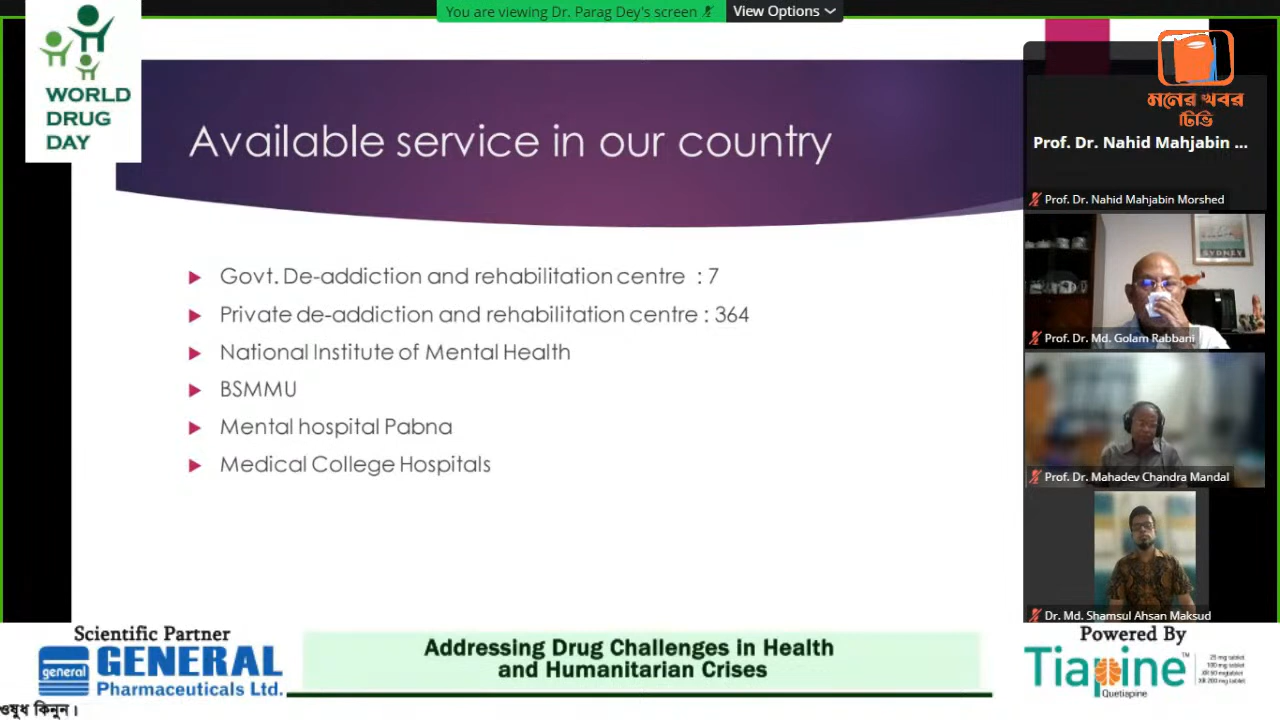 You are viewing Dr. Parag Dey's screen
View Options
WORLD
DRUG
DAY
মনের খবর
টিভি
Available service in our country
Govt. De-addiction and rehabilitation centre : 7
Private de-addiction and rehabilitation centre : 364
National Institute of Mental Health
BSMMU
Mental hospital Pabna
Medical College Hospitals
Prof. Dr. Nahid Mahjabin ...
Prof. Dr. Nahid Mahjabin Morshed
SYDNEY
Prof. Dr. Md. Golam Rabbani
Prof. Dr. Mahadev Chandra Mandal
Dr. Md. Shamsul Ahsan Maksud
Scientific Partner
general
GENERAL
Pharmaceuticals Ltd.
Addressing Drug Challenges in Health
and Humanitarian Crises
Powered By
Tiapine™
Quetiapine
25 mg tablet
100 mg tablet
XR 50 mg tablet
XR 200 mg tablet
ওষুধ কিনুন।